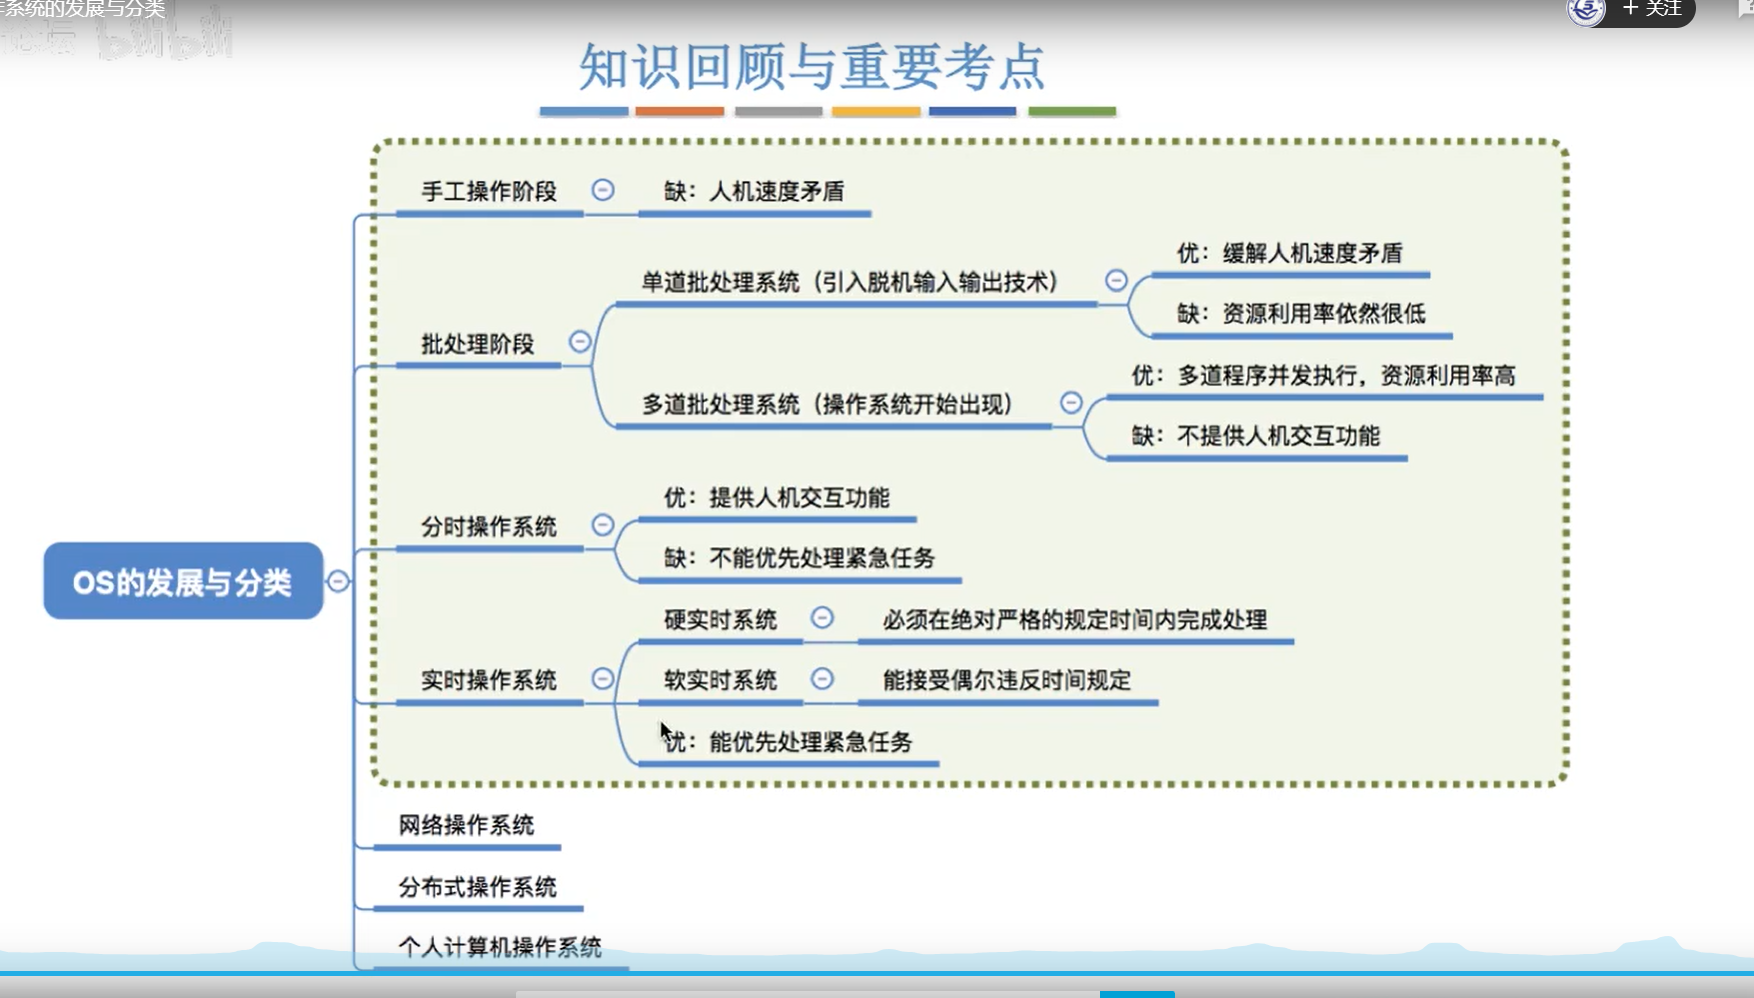 作系统的发展与分类
+ 关注
论坛 bilibili
知识回顾与重要考点
手工操作阶段
缺：人机速度矛盾
优：缓解人机速度矛盾
单道批处理系统（引入脱机输入输出技术）
缺：资源利用率依然很低
批处理阶段
优：多道程序并发执行，资源利用率高
多道批处理系统（操作系统开始出现）
缺：不提供人机交互功能
优：提供人机交互功能
分时操作系统
缺：不能优先处理紧急任务
OS的发展与分类
硬实时系统
必须在绝对严格的规定时间内完成处理
实时操作系统
软实时系统
能接受偶尔违反时间规定
优：能优先处理紧急任务
网络操作系统
分布式操作系统
个人计算机操作系统